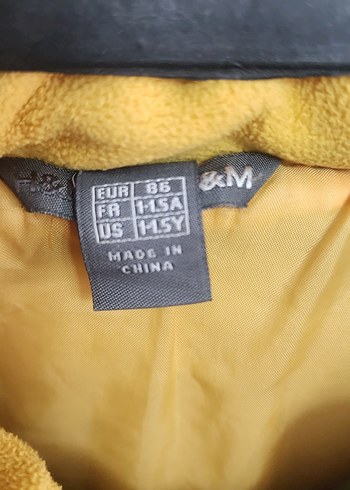 &M
EUR 86
FR 1-1.5A
US 1-1.5Y
MADE IN
CHINA